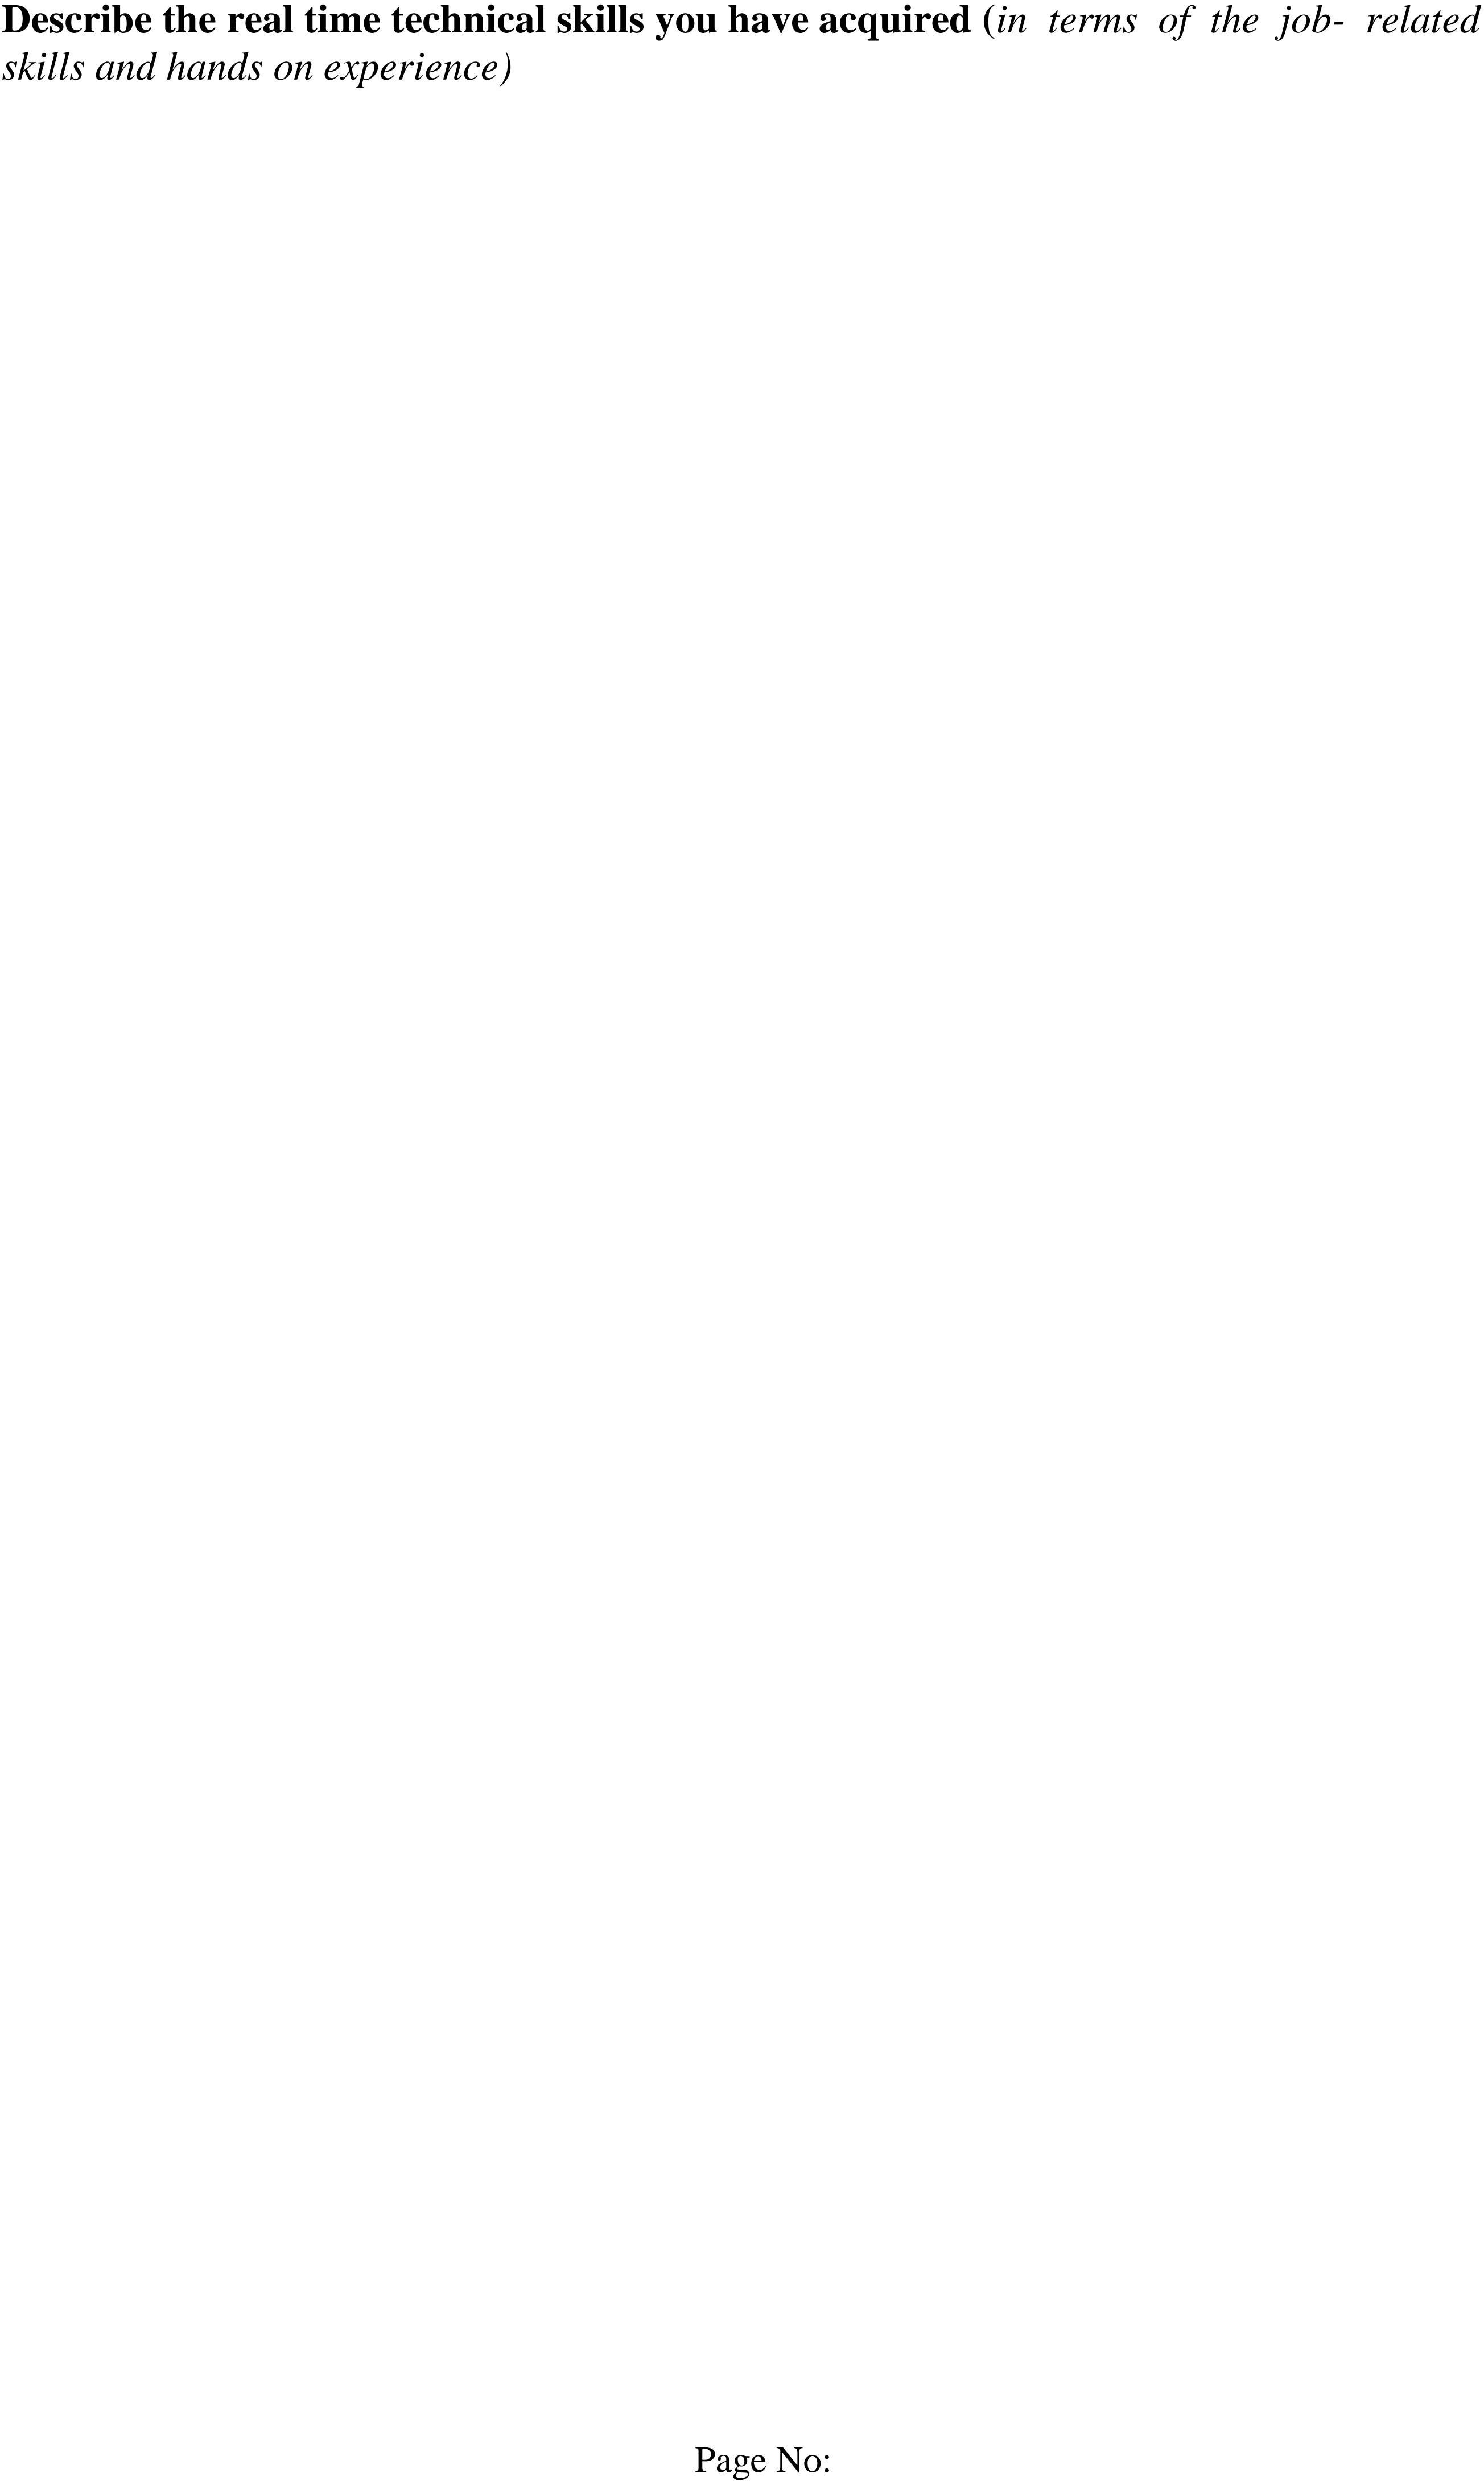 Describe the real time technical skills you have acquired (in terms of the job- related
skills and hands on experience)
Page No: